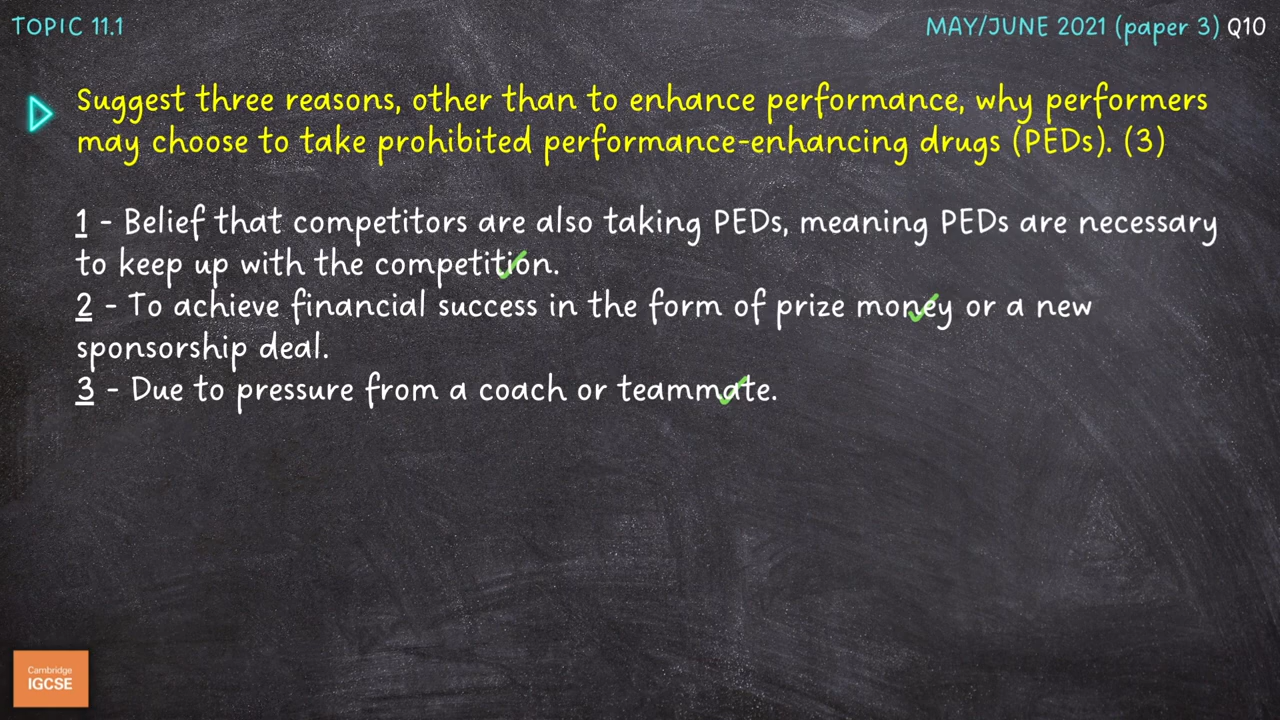 TOPIC 11.1
MAY/JUNE 2021 (paper 3) Q10
Suggest three reasons, other than to enhance performance, why performers
may choose to take prohibited performance-enhancing drugs (PEDs). (3)
1 - Belief that competitors are also taking PEDs, meaning PEDs are necessary
to keep up with the competition.
2 - To achieve financial success in the form of prize money or a new
sponsorship deal.
3 - Due to pressure from a coach or teammate.
Cambridge
IGCSE